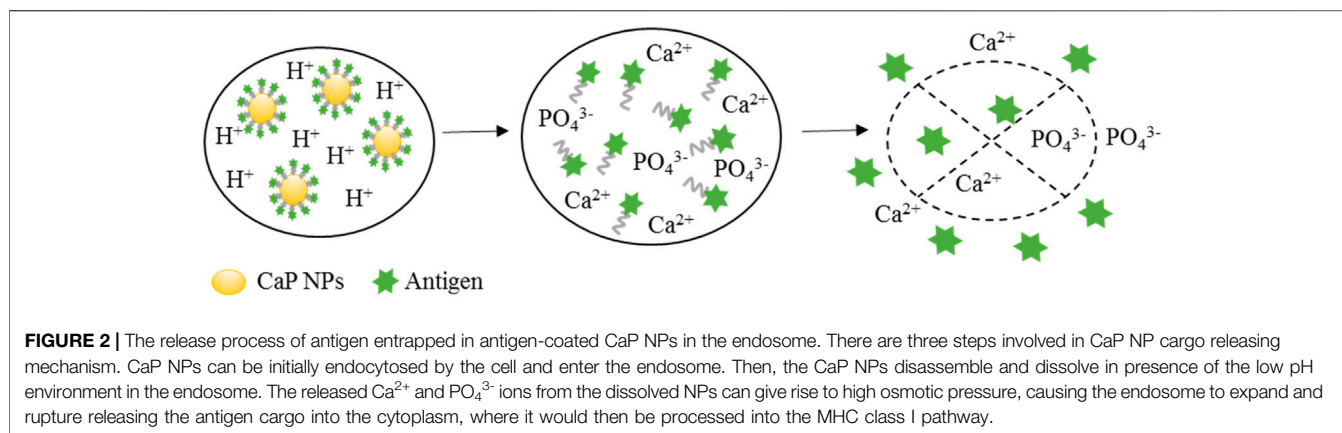 H⁺
H⁺
H⁺
H⁺
H⁺
H⁺
H⁺
H⁺
Ca²⁺
Ca²⁺
PO₄³⁻
PO₄³⁻
PO₄³⁻
Ca²⁺
Ca²⁺
Ca²⁺
PO₄³⁻
PO₄³⁻
Ca²⁺
Ca²⁺
CaP NPs
Antigen
FIGURE 2 | The release process of antigen entrapped in antigen-coated CaP NPs in the endosome. There are three steps involved in CaP NP cargo releasing
mechanism. CaP NPs can be initially endocytosed by the cell and enter the endosome. Then, the CaP NPs disassemble and dissolve in presence of the low pH
environment in the endosome. The released Ca²⁺ and PO₄³⁻ ions from the dissolved NPs can give rise to high osmotic pressure, causing the endosome to expand and
rupture releasing the antigen cargo into the cytoplasm, where it would then be processed into the MHC class I pathway.